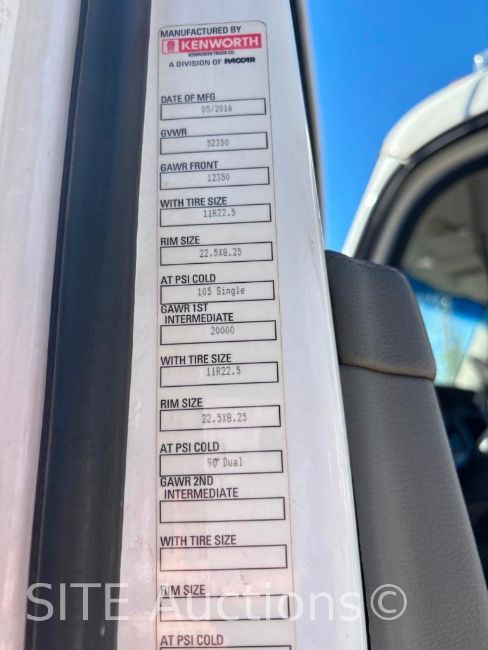 MANUFACTURED BY
KENWORTH
KENWORTH TRUCK CO.
A DIVISION OF PACCAR
DATE OF MFG
05/2016
GVWR
52350
GAWR FRONT
12350
WITH TIRE SIZE
11R22.5
RIM SIZE
22.5X8.25
AT PSI COLD
105 Single
GAWR 1ST
INTERMEDIATE
20000
WITH TIRE SIZE
11R22.5
RIM SIZE
22.5X8.25
AT PSI COLD
90 Dual
GAWR 2ND
INTERMEDIATE
WITH TIRE SIZE
RIM SIZE
SITE Auctions©
AT PSI COLD